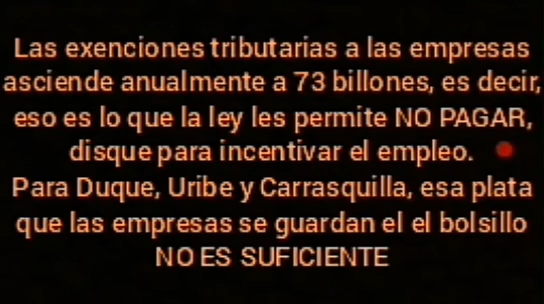 Las exenciones tributarias a las empresas
asciende anualmente a 73 billones, es decir,
eso es lo que la ley les permite NO PAGAR,
disque para incentivar el empleo.
Para Duque, Uribe y Carrasquilla, esa plata
que las empresas se guardan el el bolsillo
NO ES SUFICIENTE